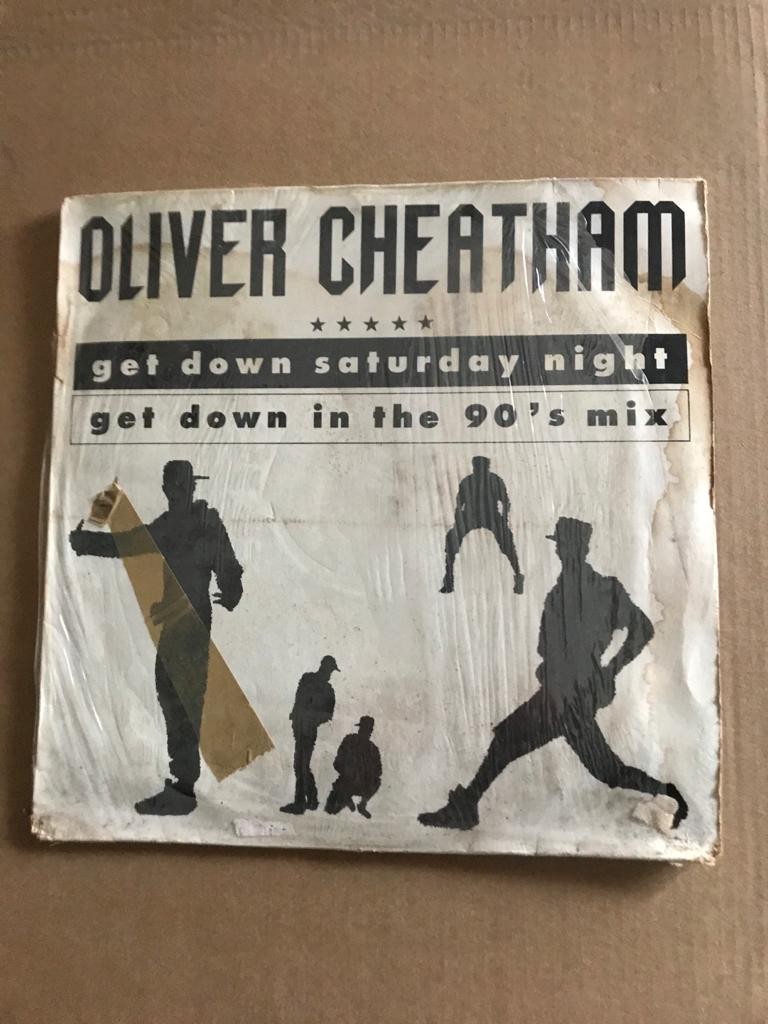 OLIVER CHEATHAM
★★★★★
get down saturday night
get down in the 90's mix